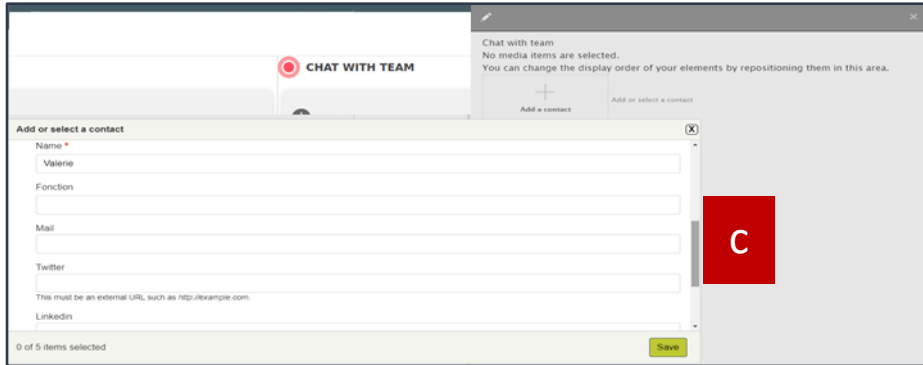 Chat with team
No media items are selected.
You can change the display order of your elements by repositioning them in this area.
CHAT WITH TEAM
Add a contact
Add or select a contact
Add or select a contact
X
Name *
Valerie
Fonction
Mail
Twitter
This must be an external URL such as http://example.com.
Linkedin
0 of 5 items selected
Save
C